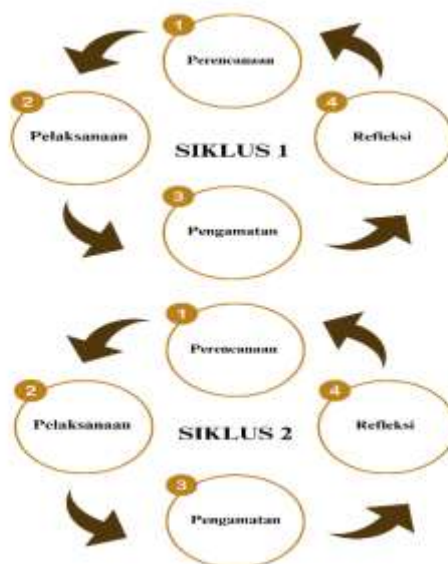 1
Perencanaan
2
Pelaksanaan
SIKLUS 1
4
Refleksi
3
Pengamatan
1
Perencanaan
2
Pelaksanaan
SIKLUS 2
4
Refleksi
3
Pengamatan